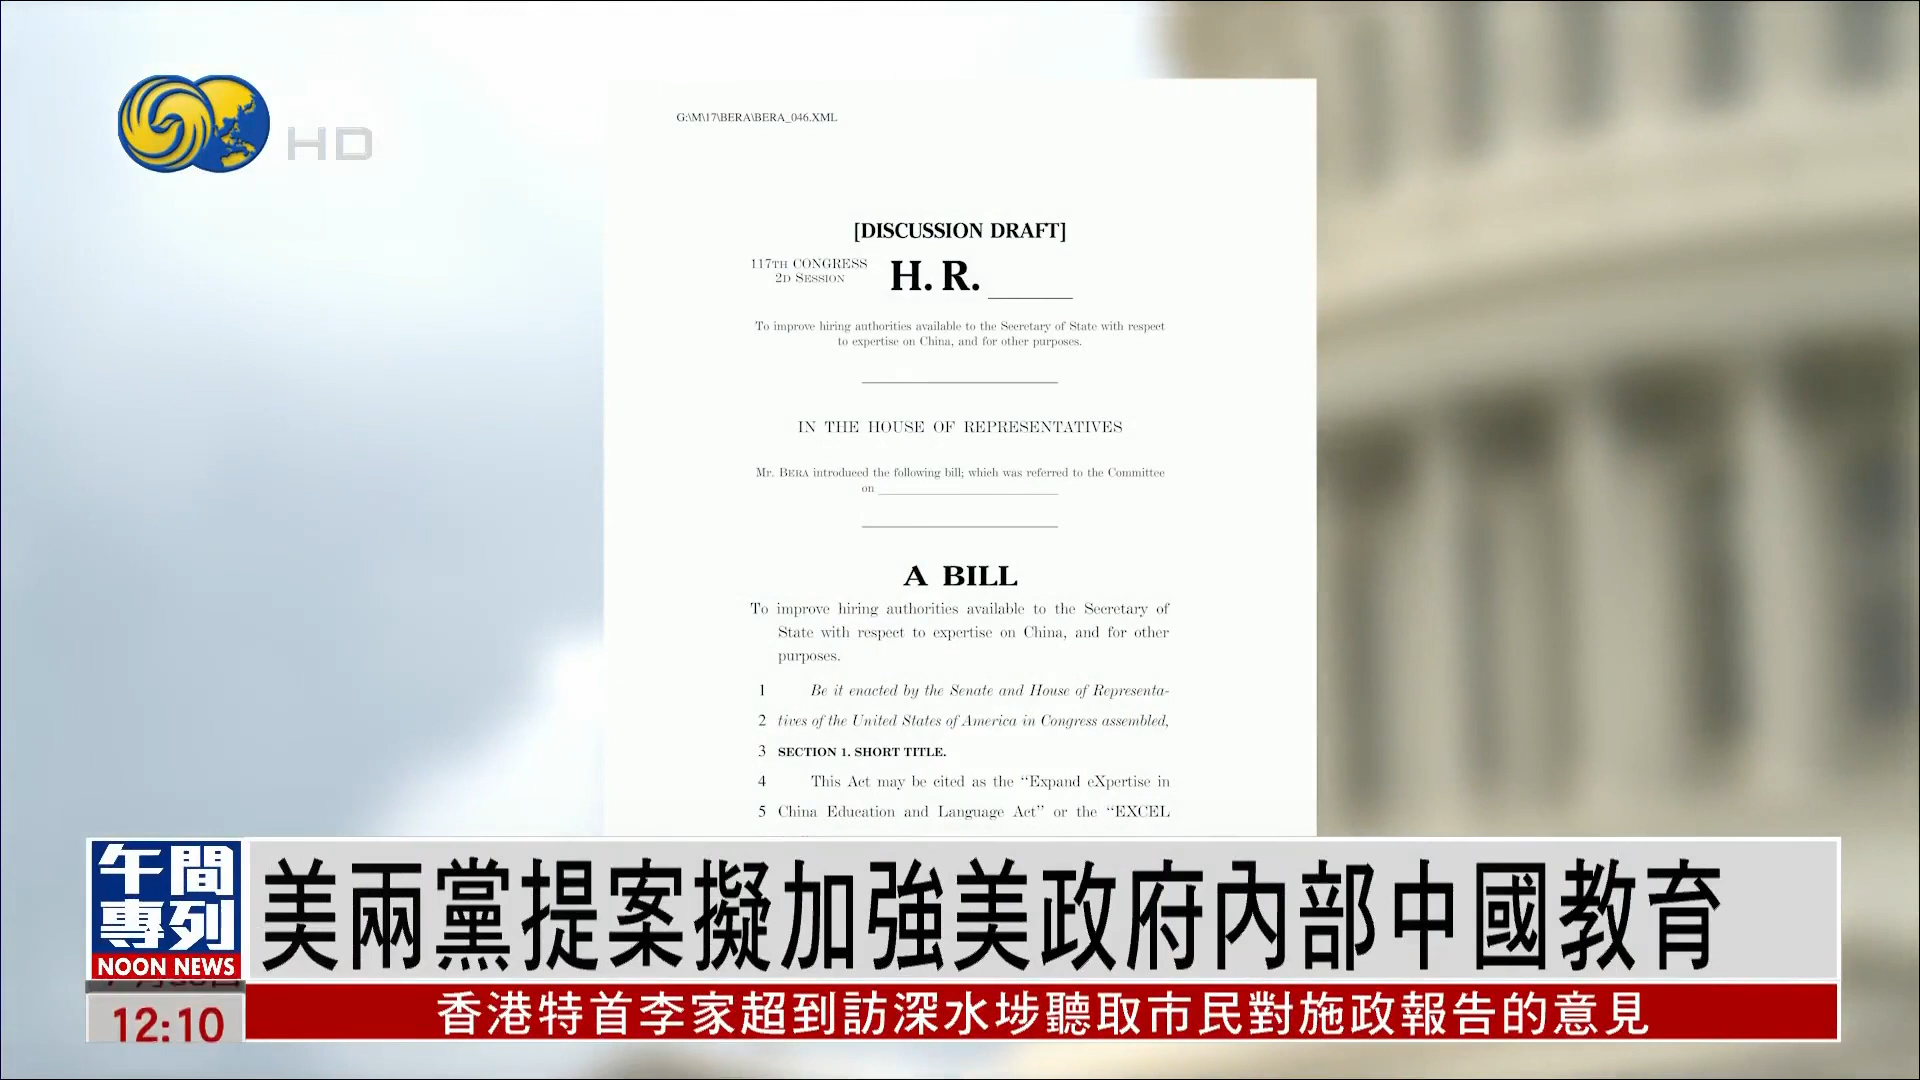 HD
G:\M\17\BERA\BERA_046.XML
[DISCUSSION DRAFT]
117TH CONGRESS
2D SESSION
H. R.
To improve hiring authorities available to the Secretary of State with respect
to expertise on China, and for other purposes.
IN THE HOUSE OF REPRESENTATIVES
Mr. BERA introduced the following bill; which was referred to the Committee
on
A BILL
To improve hiring authorities available to the Secretary of
State with respect to expertise on China, and for other
purposes.
1 Be it enacted by the Senate and House of Representa-
2 tives of the United States of America in Congress assembled,
3 SECTION 1. SHORT TITLE.
4 This Act may be cited as the “Expand eXpertise in
5 China Education and Language Act” or the “EXCEL
午間
專列
NOON NEWS
美兩黨提案擬加強美政府內部中國教育
12:10
香港特首李家超到訪深水埗聽取市民對施政報告的意見